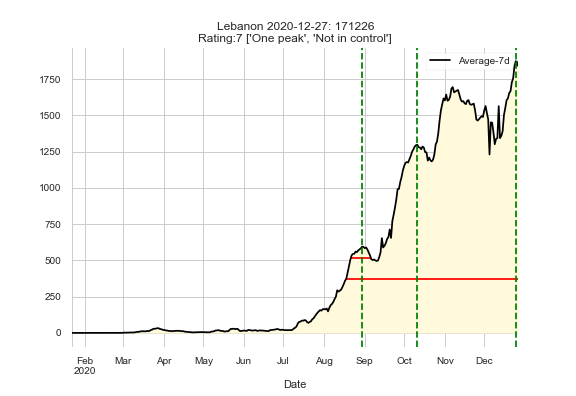 Lebanon 2020-12-27: 171226
Rating:7 ['One peak', 'Not in control']
Average-7d
1750
1500
1250
1000
750
500
250
0
Feb Mar Apr May Jun Jul Aug Sep Oct Nov Dec
2020
Date